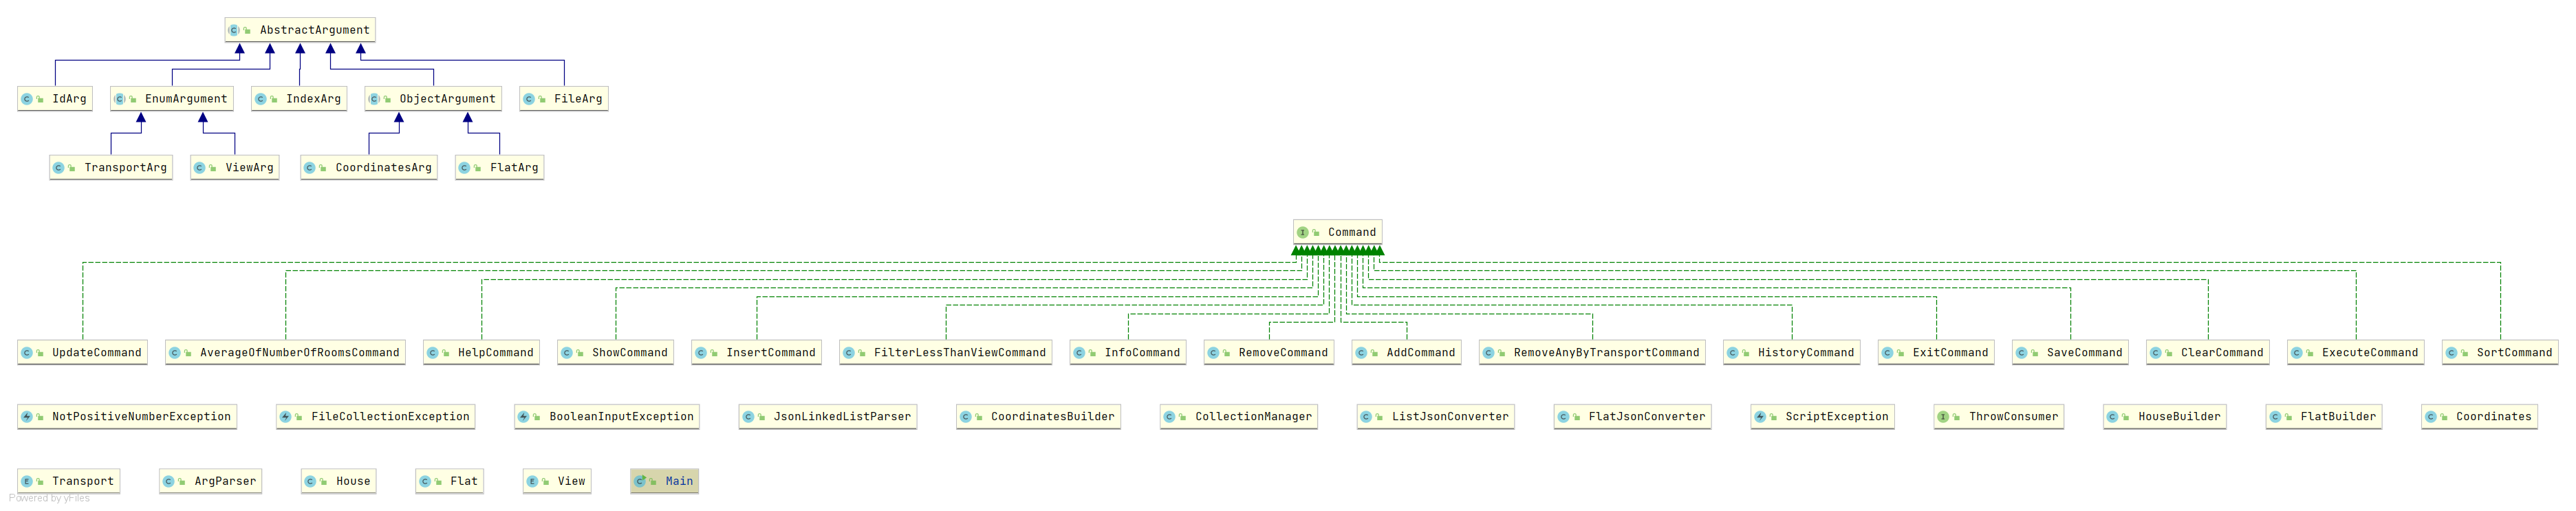 AbstractArgument
IdArg EnumArgument IndexArg ObjectArgument FileArg
TransportArg ViewArg CoordinatesArg FlatArg
Command
UpdateCommand AverageOfNumberOfRoomsCommand HelpCommand ShowCommand InsertCommand FilterLessThanViewCommand InfoCommand RemoveCommand AddCommand RemoveAnyByTransportCommand HistoryCommand ExitCommand SaveCommand ClearCommand ExecuteCommand SortCommand
NotPositiveNumberException FileCollectionException BooleanInputException JsonLinkedListParser CoordinatesBuilder CollectionManager ListJsonConverter FlatJsonConverter ScriptException ThrowConsumer HouseBuilder FlatBuilder Coordinates
Transport ArgParser House Flat View Main
Powered by yFiles